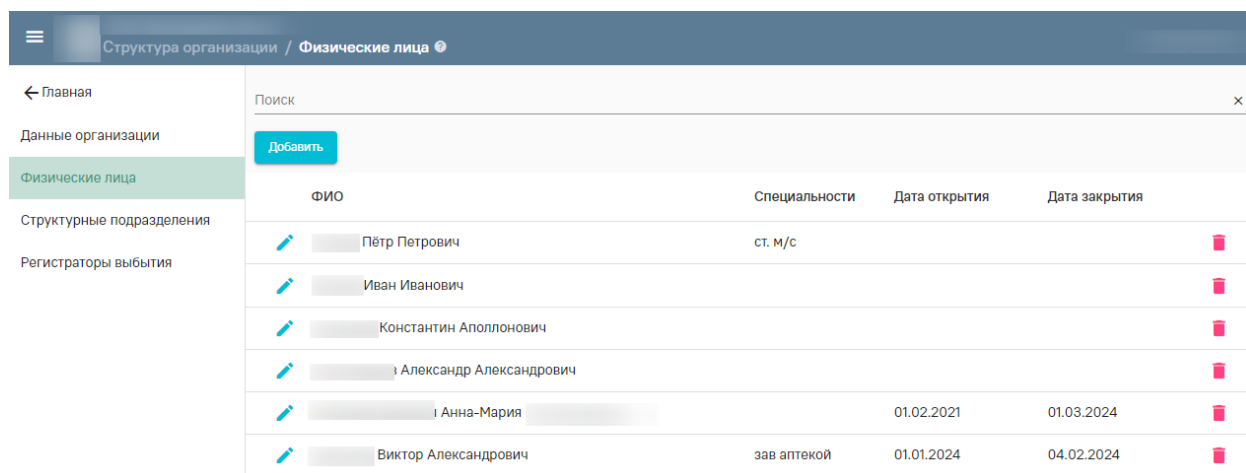 Структура организации / Физические лица ?
Главная
Данные организации
Физические лица
Структурные подразделения
Регистраторы выбытия
Поиск
Добавить
ФИО Специальности Дата открытия Дата закрытия
Пётр Петрович ст. м/с
Иван Иванович
Константин Аполлонович
Александр Александрович
Анна-Мария 01.02.2021 01.03.2024
Виктор Александрович зав аптекой 01.01.2024 04.02.2024